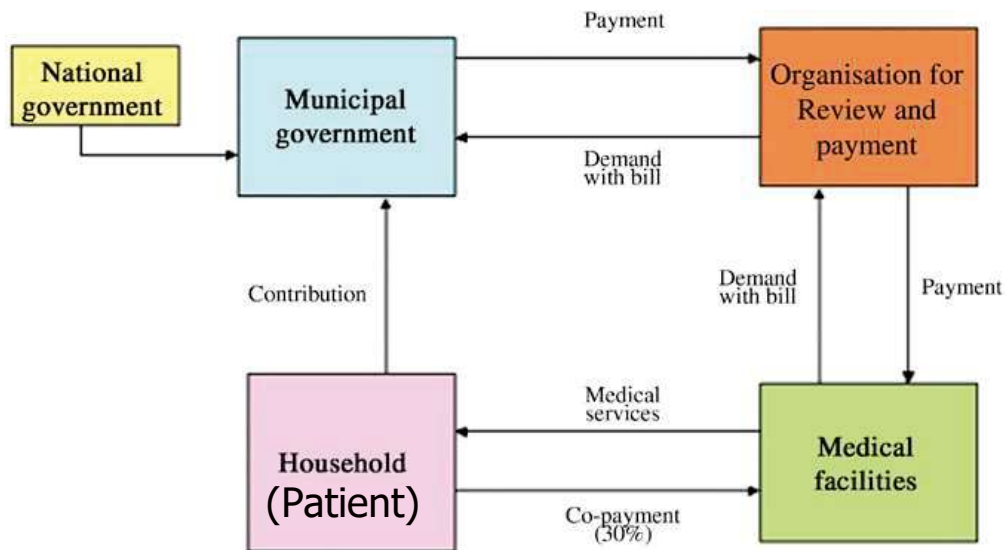 Payment
National
government
Municipal
government
Organisation for
Review and
payment
Demand
with bill
Contribution
Demand
with bill
Payment
Medical
services
Household
(Patient)
Medical
facilities
Co-payment
(30%)